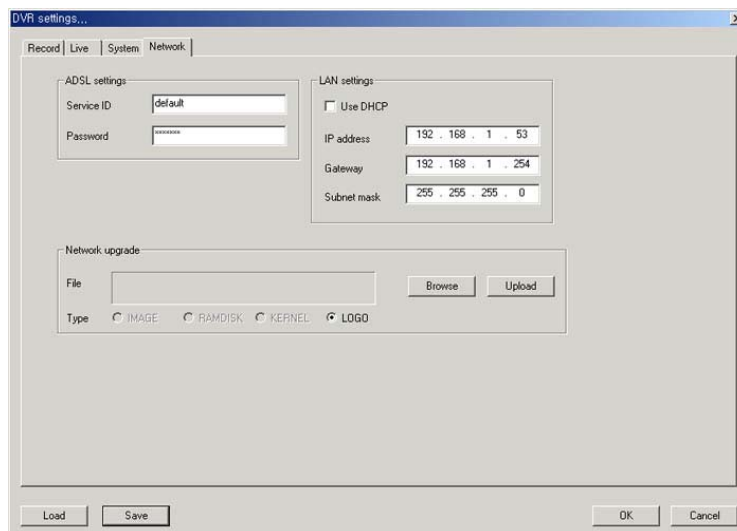 DVR settings...
Record Live System Network
ADSL settings
Service ID default
Password *******
LAN settings
Use DHCP
IP address 192 . 168 . 1 . 53
Gateway 192 . 168 . 1 . 254
Subnet mask 255 . 255 . 255 . 0
Network upgrade
File
Browse Upload
Type IMAGE RAMDISK KERNEL LOGO
Load Save OK Cancel